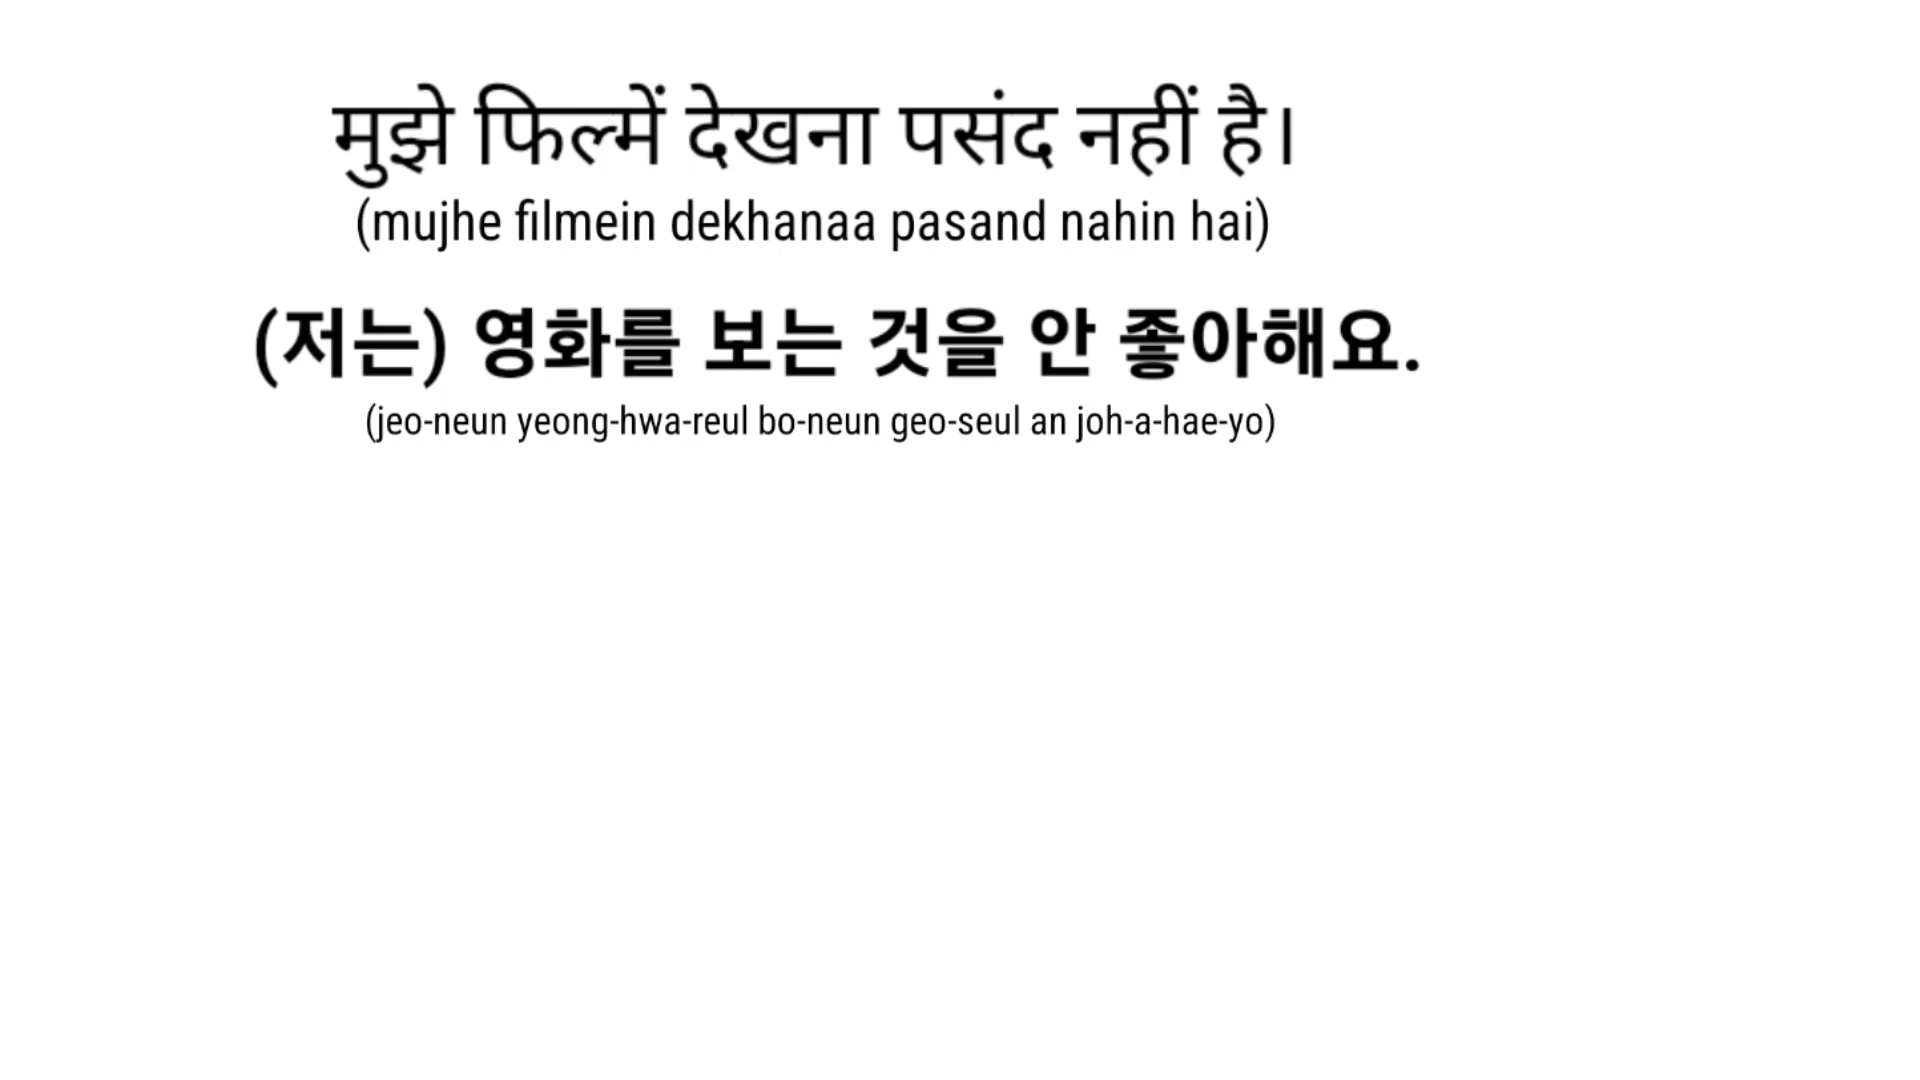 मुझे फिल्में देखना पसंद नहीं है।
(mujhe filmein dekhanaa pasand nahin hai)
(저는) 영화를 보는 것을 안 좋아해요.
(jeo-neun yeong-hwa-reul bo-neun geo-seul an joh-a-hae-yo)